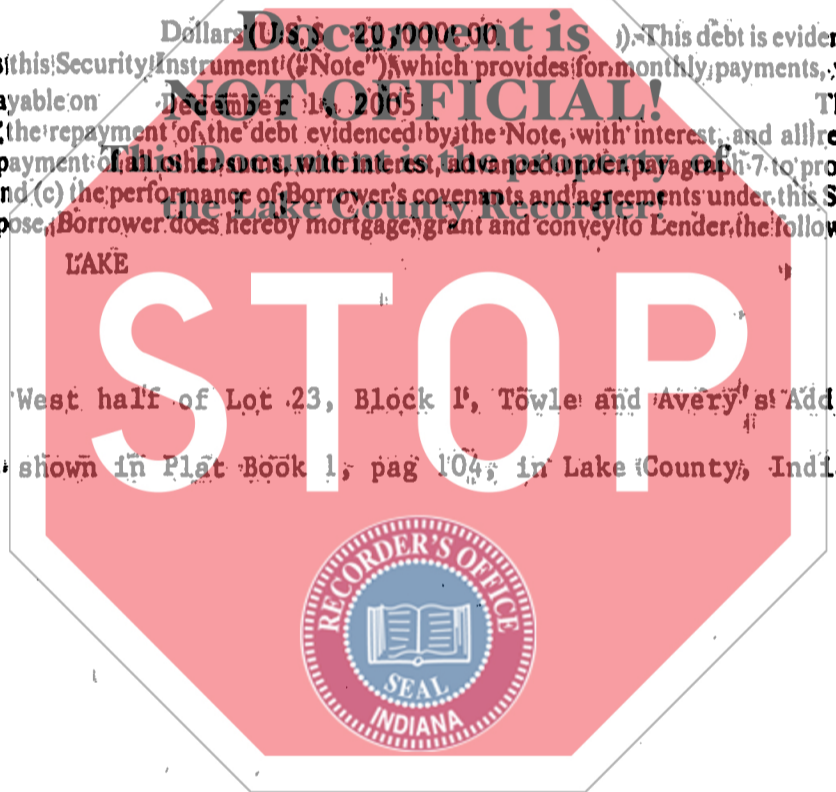 Document is
NOT OFFICIAL!
This Document is the property of
the Lake County Recorder!
Dollars (U.S. $ 20,000.00 ). This debt is eviden
this Security Instrument ("Note"), which provides for monthly payments,
ayable on December 1, 2005
the repayment of the debt evidenced by the Note, with interest, and all re
payment of all other sums, with interest, advanced under paragraph 7 to pro
nd (c) the performance of Borrower's covenants and agreements under this S
pose, Borrower does hereby mortgage, grant and convey to Lender the follow
LAKE
West half of Lot 23, Block 1, Towle and Avery's Add
shown in Plat Book 1, pag 104, in Lake County, Indi
STOP
RECORDER'S OFFICE
SEAL
INDIANA